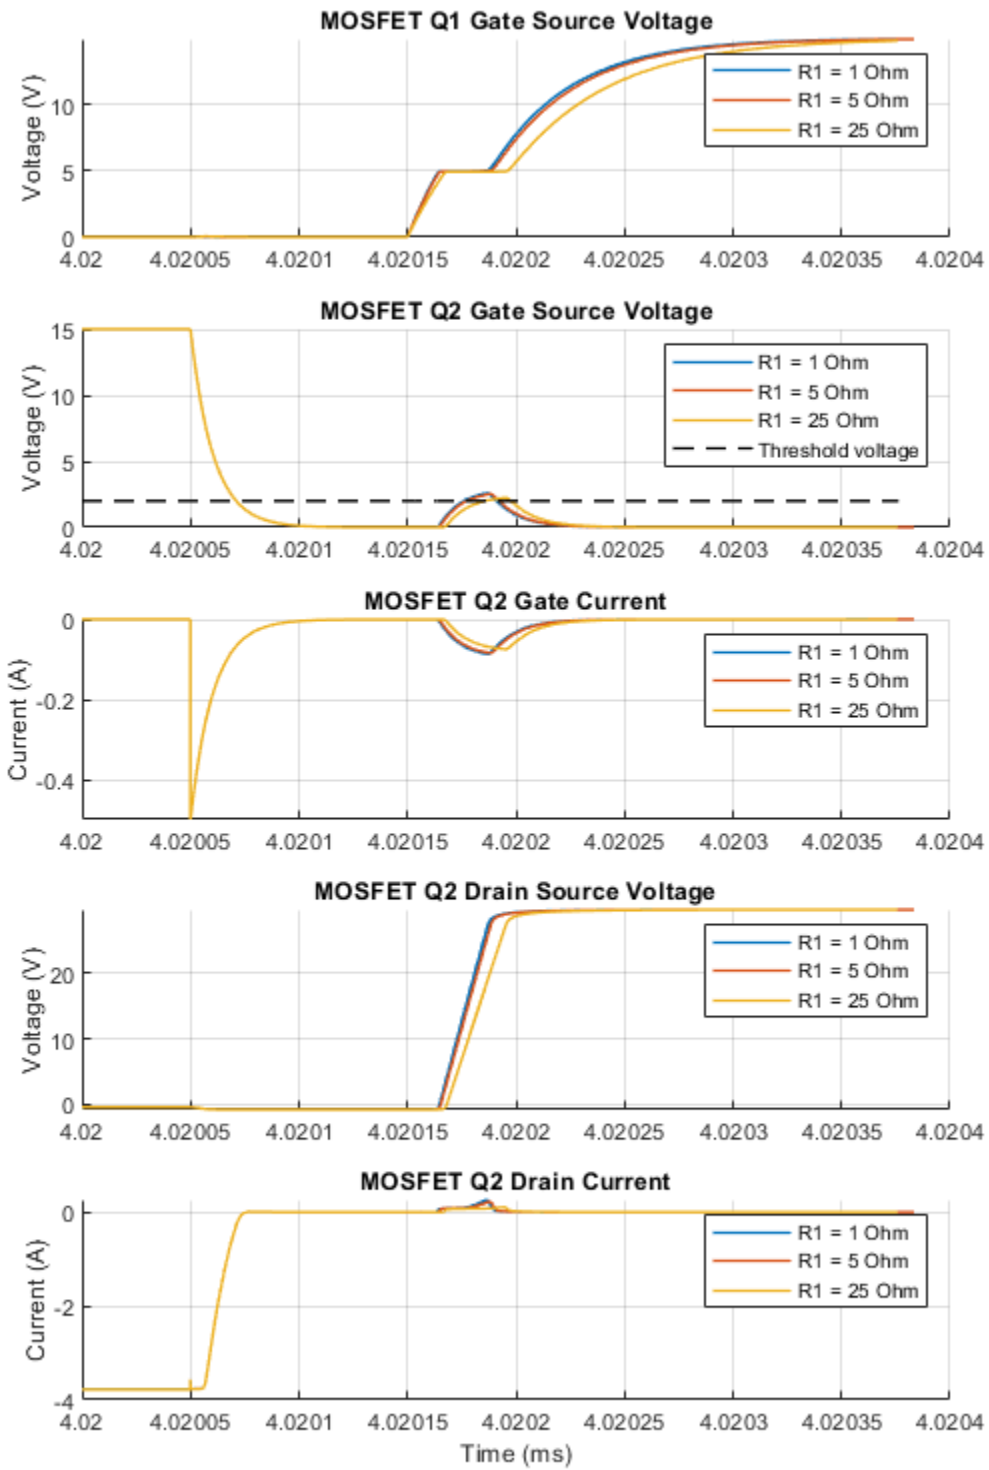 MOSFET Q1 Gate Source Voltage
Voltage (V)
10
5
0
R1 = 1 Ohm
R1 = 5 Ohm
R1 = 25 Ohm
4.02 4.02005 4.0201 4.02015 4.0202 4.02025 4.0203 4.02035 4.0204
MOSFET Q2 Gate Source Voltage
Voltage (V)
15
10
5
0
R1 = 1 Ohm
R1 = 5 Ohm
R1 = 25 Ohm
Threshold voltage
4.02 4.02005 4.0201 4.02015 4.0202 4.02025 4.0203 4.02035 4.0204
MOSFET Q2 Gate Current
Current (A)
0
-0.2
-0.4
R1 = 1 Ohm
R1 = 5 Ohm
R1 = 25 Ohm
4.02 4.02005 4.0201 4.02015 4.0202 4.02025 4.0203 4.02035 4.0204
MOSFET Q2 Drain Source Voltage
Voltage (V)
20
10
0
R1 = 1 Ohm
R1 = 5 Ohm
R1 = 25 Ohm
4.02 4.02005 4.0201 4.02015 4.0202 4.02025 4.0203 4.02035 4.0204
MOSFET Q2 Drain Current
Current (A)
0
-2
-4
R1 = 1 Ohm
R1 = 5 Ohm
R1 = 25 Ohm
4.02 4.02005 4.0201 4.02015 4.0202 4.02025 4.0203 4.02035 4.0204
Time (ms)